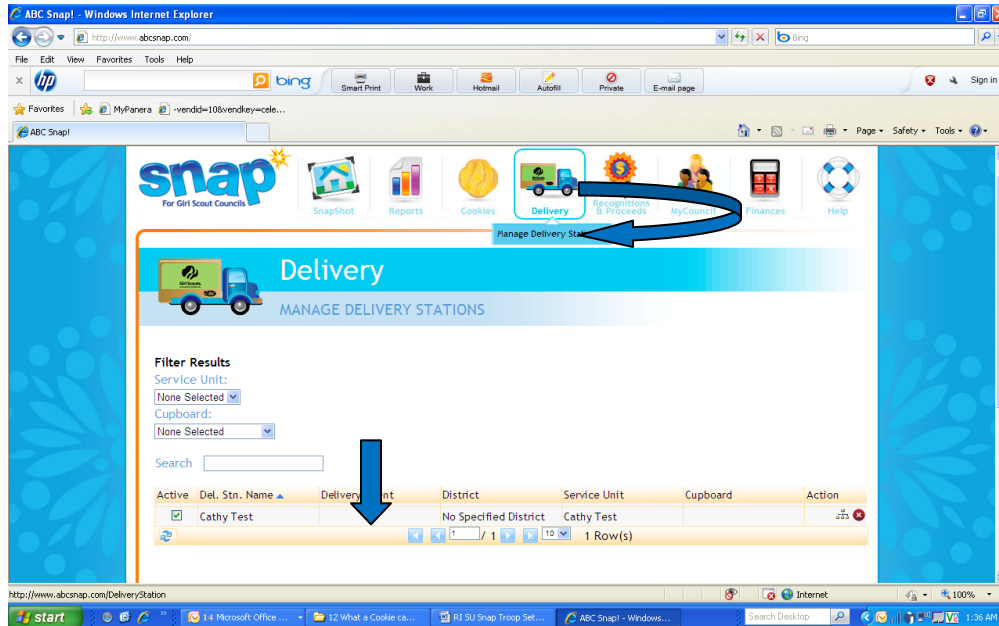 ABC Snap! - Windows Internet Explorer
http://www.abcsnap.com/
Bing
File Edit View Favorites Tools Help
x hp bing Smart Print Work Hotmail Autofill Private E-mail page Sign in
Favorites MyPanera -vendid=10&vendkey=cele...
ABC Snap! Page Safety Tools
snap
For Girl Scout Councils
SnapShot Reports Cookies Delivery Recognitions & Proceeds MyCouncil Finances Help
Manage Delivery
Delivery
MANAGE DELIVERY STATIONS
Filter Results
Service Unit:
None Selected
Cupboard:
None Selected
Search
Active Del. Stn. Name District Service Unit Cupboard Action
Cathy Test No Specified District Cathy Test
1 / 1 10 1 Row(s)
http://www.abcsnap.com/DeliveryStation Internet 100%
start 14 Microsoft Office ... 12 What a Cookie ca... RI SU Snap Troop Set... ABC Snap! - Windows... Search Desktop 1:36 AM